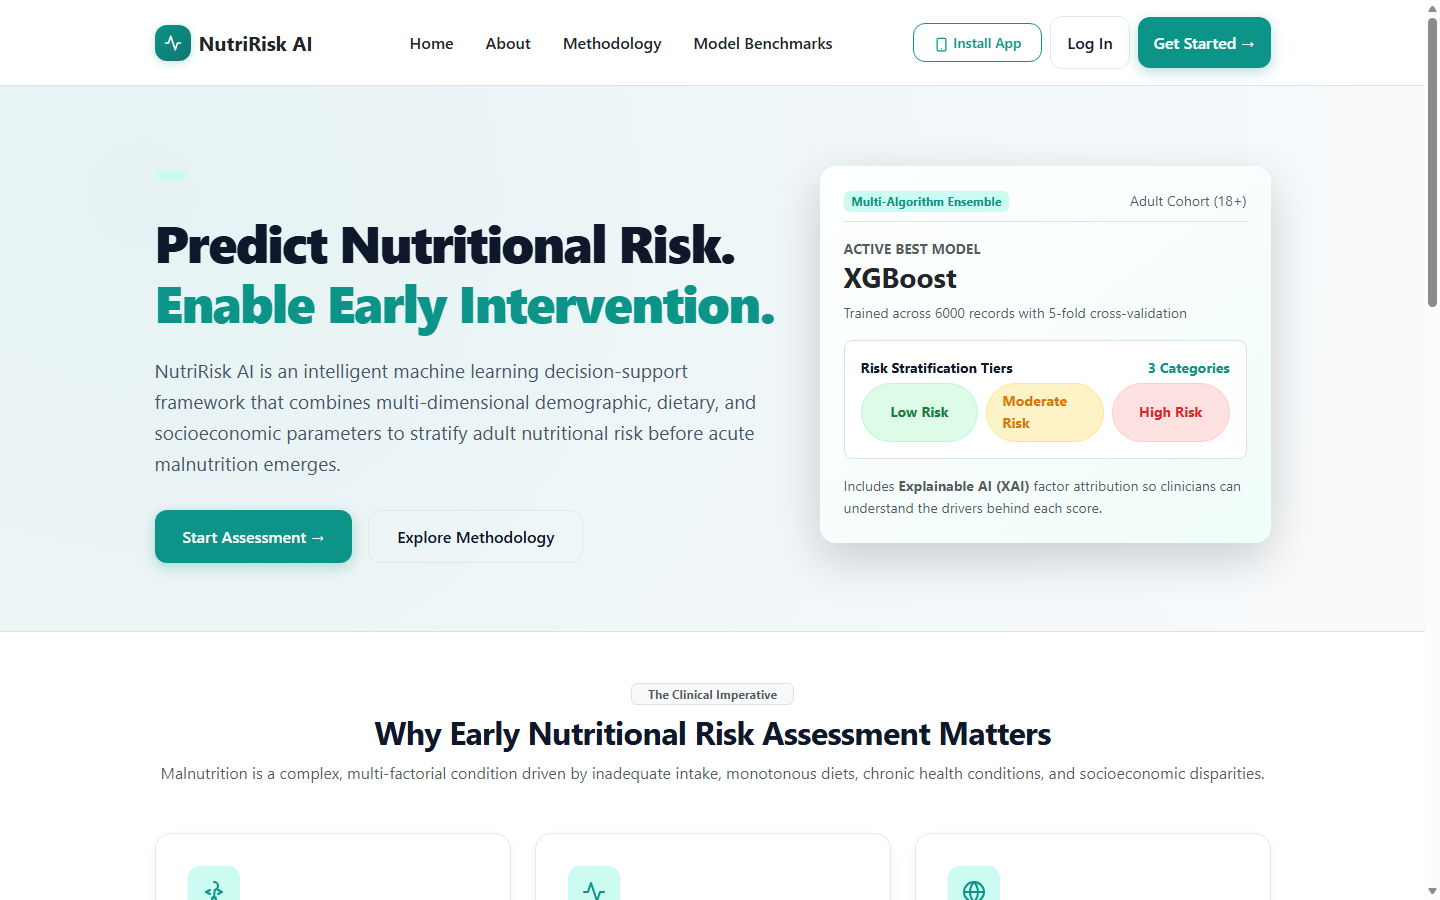 NutriRisk AI
Home
About
Methodology
Model Benchmarks
Install App
Log In
Get Started →
Predict Nutritional Risk.
Enable Early Intervention.
NutriRisk AI is an intelligent machine learning decision-support
framework that combines multi-dimensional demographic, dietary, and
socioeconomic parameters to stratify adult nutritional risk before acute
malnutrition emerges.
Start Assessment →
Explore Methodology
Multi-Algorithm Ensemble
Adult Cohort (18+)
ACTIVE BEST MODEL
XGBoost
Trained across 6000 records with 5-fold cross-validation
Risk Stratification Tiers
3 Categories
Low Risk
Moderate
Risk
High Risk
Includes Explainable AI (XAI) factor attribution so clinicians can
understand the drivers behind each score.
The Clinical Imperative
Why Early Nutritional Risk Assessment Matters
Malnutrition is a complex, multi-factorial condition driven by inadequate intake, monotonous diets, chronic health conditions, and socioeconomic disparities.